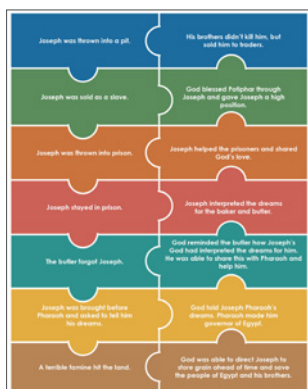 Joseph was thrown into a pit.
His brothers didn't kill him, but
sold him to traders.
Joseph was sold as a slave.
God blessed Potiphar through
Joseph and gave Joseph a high
position.
Joseph was thrown into prison.
Joseph helped the prisoners and shared
God's love.
Joseph stayed in prison.
Joseph interpreted the dreams
for the baker and butler.
The butler forgot Joseph.
God reminded the butler how Joseph's
God had interpreted the dreams for him.
He was able to share this with Pharaoh and
help him.
Joseph was brought before
Pharaoh and asked to tell him
his dreams.
God told Joseph Pharaoh's
dreams. Pharaoh made him
governor of Egypt.
A terrible famine hit the land.
God was able to direct Joseph to
store grain ahead of time and save
the people of Egypt and his brothers.